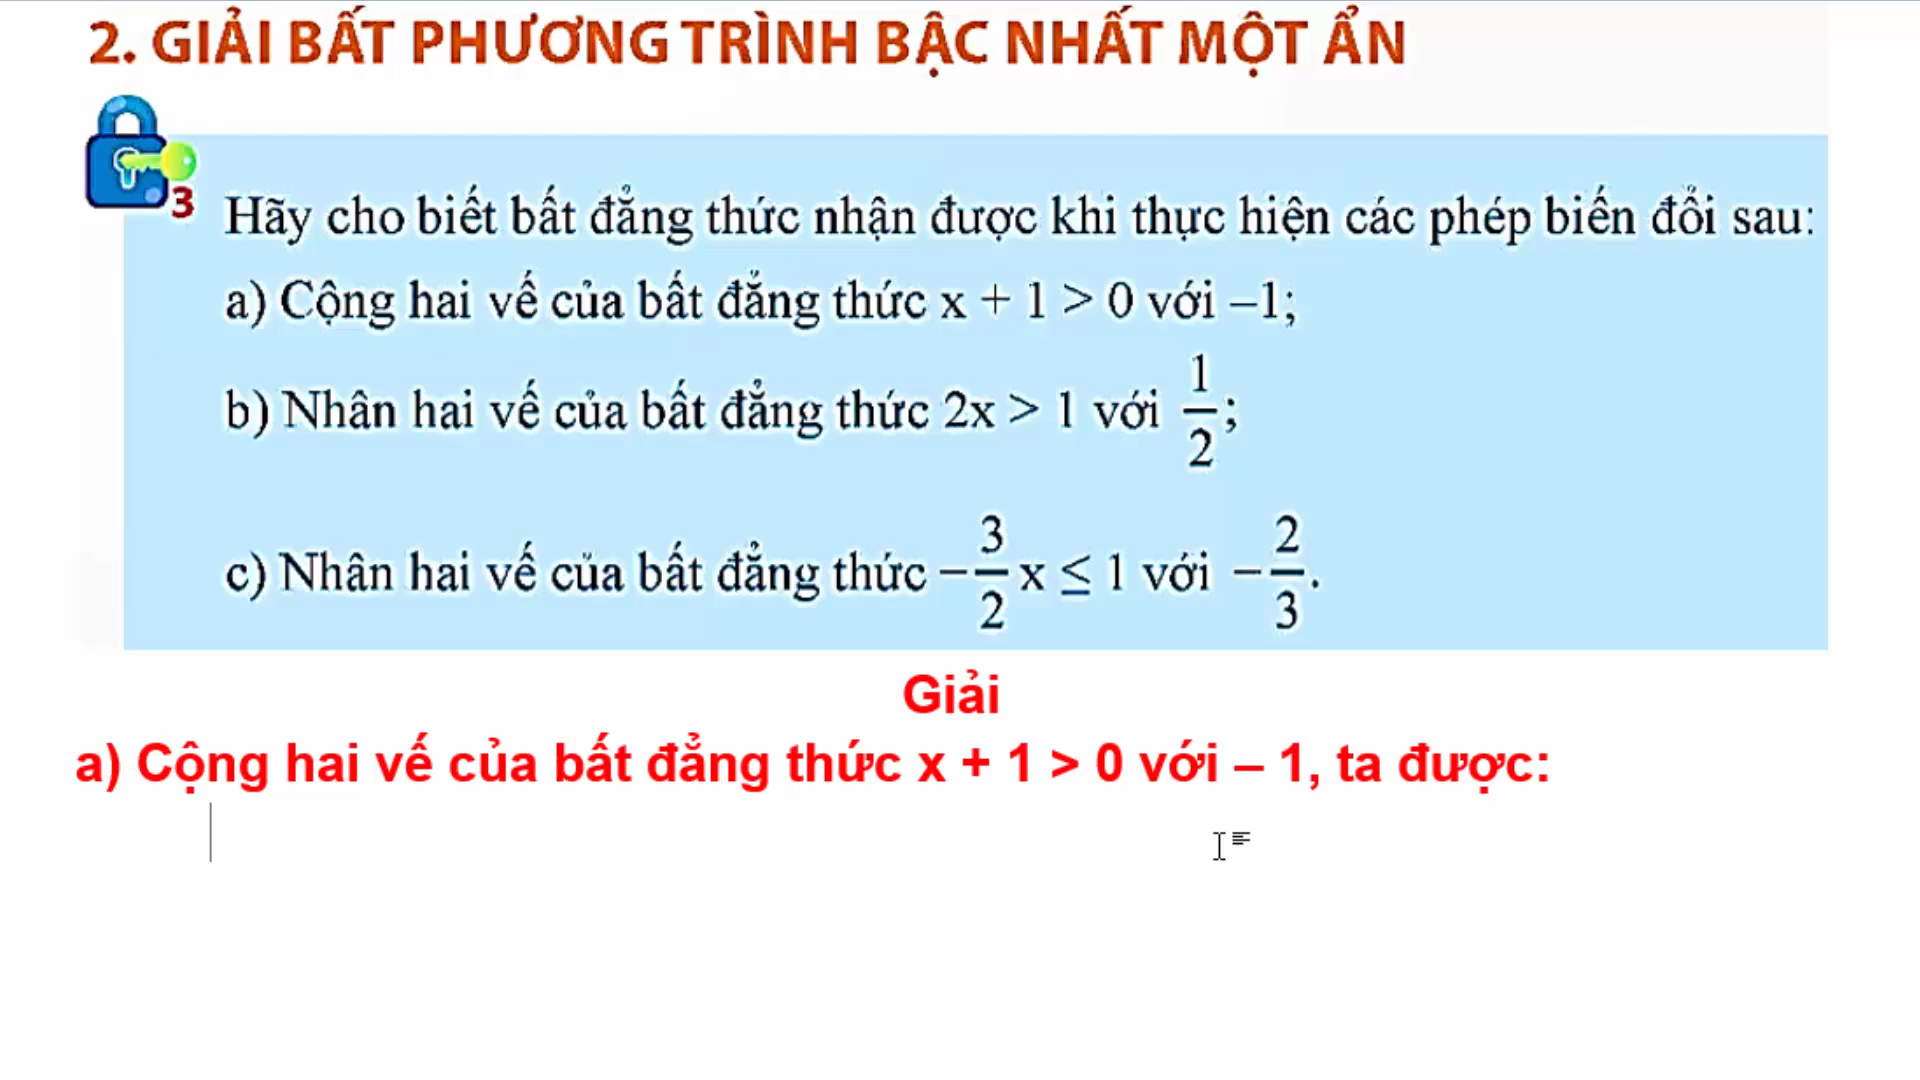 2. GIẢI BẤT PHƯƠNG TRÌNH BẬC NHẤT MỘT ẨN
3 Hãy cho biết bất đẳng thức nhận được khi thực hiện các phép biến đổi sau:
a) Cộng hai vế của bất đẳng thức x + 1 > 0 với –1;
b) Nhân hai vế của bất đẳng thức 2x > 1 với 1/2;
c) Nhân hai vế của bất đẳng thức –3/2 x ≤ 1 với –2/3.
Giải
a) Cộng hai vế của bất đẳng thức x + 1 > 0 với – 1, ta được: